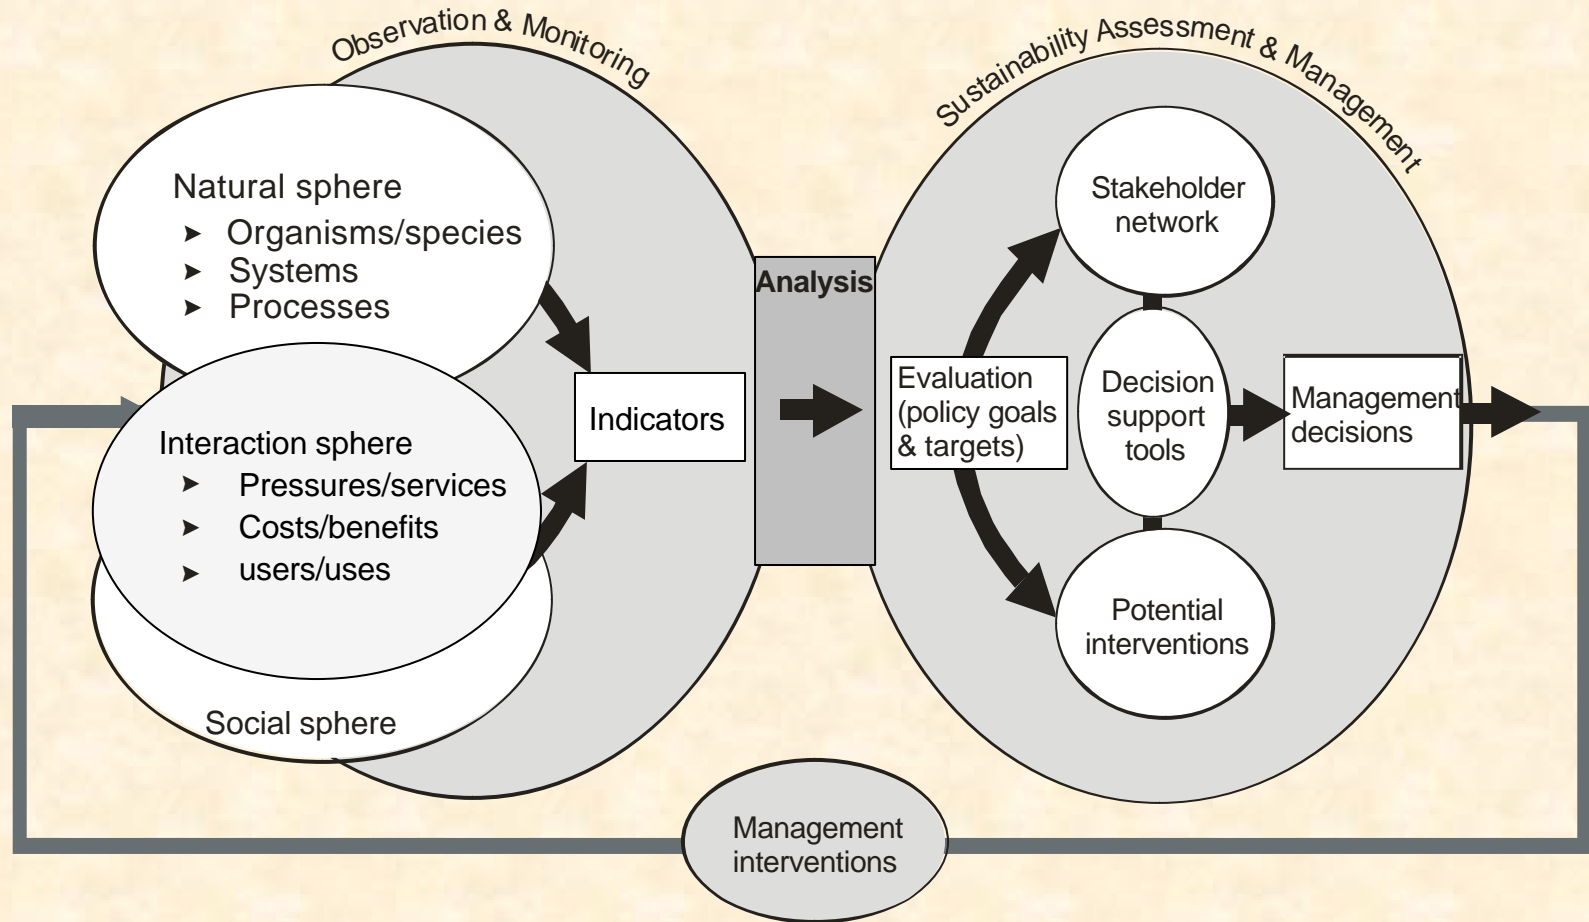 Observation & Monitoring
Natural sphere
➤ Organisms/species
➤ Systems
➤ Processes
Interaction sphere
➤ Pressures/services
➤ Costs/benefits
➤ users/uses
Social sphere
Indicators
Analysis
Sustainability Assessment & Management
Stakeholder
network
Evaluation
(policy goals
& targets)
Decision
support
tools
Management
decisions
Potential
interventions
Management
interventions